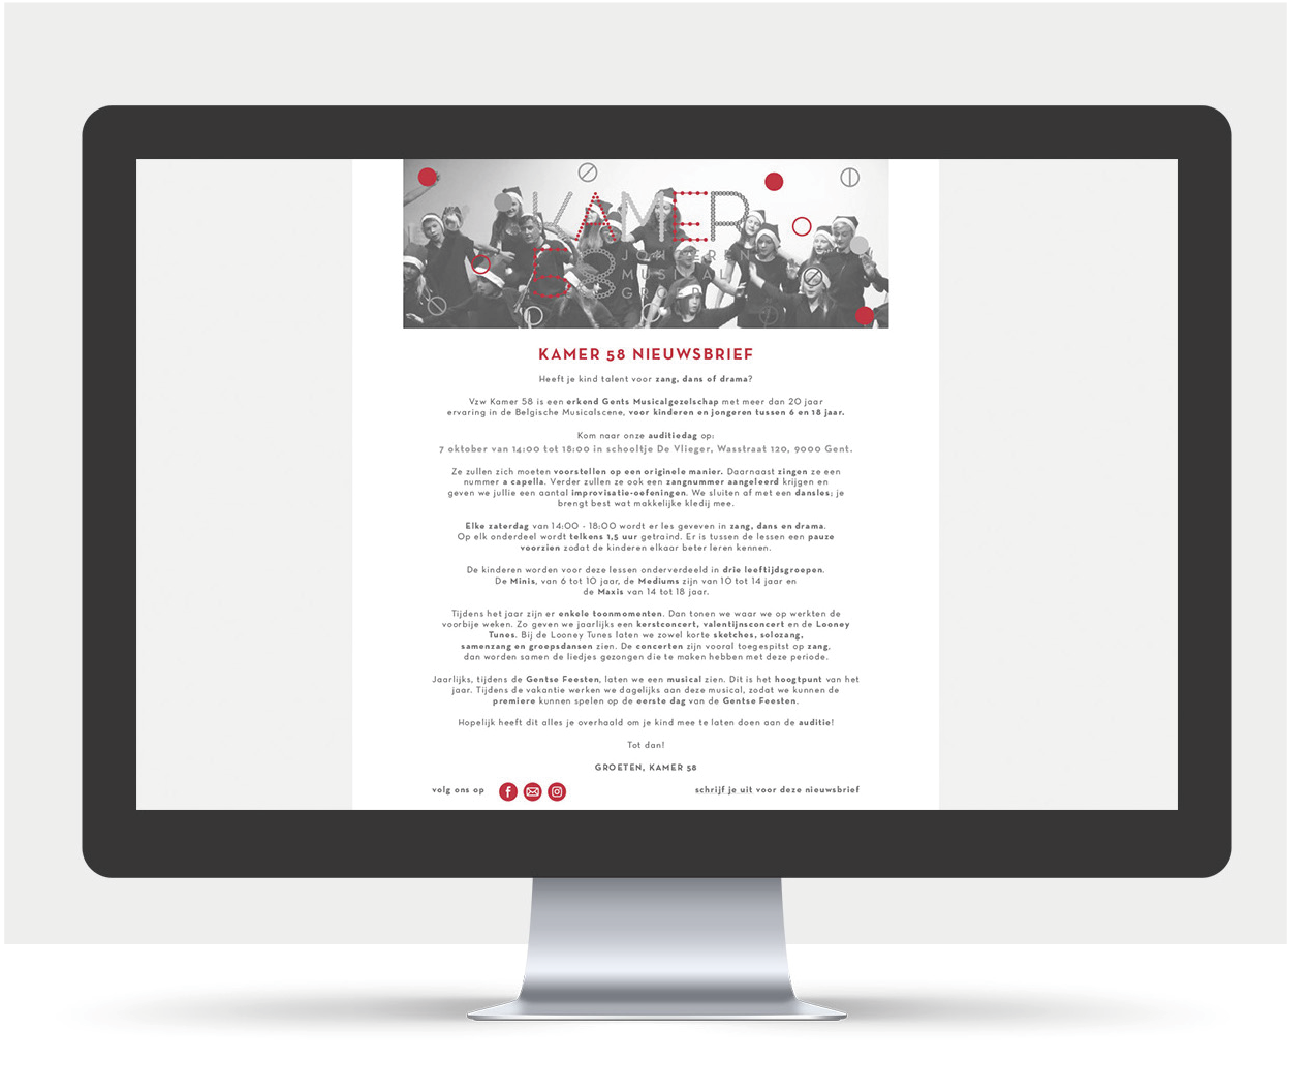 KAMER
58
JONGEREN
MUSICAL
GROEP
KAMER 58 NIEUWSBRIEF
Heeft je kind talent voor zang, dans of drama?
Vzw Kamer 58 is een erkend Gents Musicalgezelschap met meer dan 20 jaar
ervaring in de Belgische Musicalscene, voor kinderen en jongeren tussen 6 en 18 jaar.
Kom naar onze auditiedag op:
7 oktober van 14:00 tot 18:00 in schooltje De Vlieger, Wasstraat 120, 9000 Gent.
Ze zullen zich moeten voorstellen op een originele manier. Daarnaast zingen ze een
nummer a capella. Verder zullen ze ook een zangnummer aangeleerd krijgen en
geven we jullie een aantal improvisatie-oefeningen. We sluiten af met een dansles; je
brengt best wat makkelijke kledij mee.
Elke zaterdag van 14:00 - 18:00 wordt er les geveven in zang, dans en drama.
Op elk onderdeel wordt telkens 1,5 uur getraind. Er is tussen de lessen een pauze
voorzien zodat de kinderen elkaar beter leren kennen.
De kinderen worden voor deze lessen onderverdeeld in drie leeftijdsgroepen.
De Minis, van 6 tot 10 jaar, de Mediums zijn van 10 tot 14 jaar en
de Maxis van 14 tot 18 jaar.
Tijdens het jaar zijn er enkele toonmomenten. Dan tonen we waar we op werkten de
voorbije weken. Zo geven we jaarlijks een kerstconcert, valentijnsconcert en de Looney
Tunes. Bij de Looney Tunes laten we zowel korte sketches, solozang,
samenzang en groepsdansen zien. De concerten zijn vooral toegespitst op zang,
dan worden samen de liedjes gezongen die te maken hebben met deze periode.
Jaarlijks, tijdens de Gentse Feesten, laten we een musical zien. Dit is het hoogtpunt van het
jaar. Tijdens de vakantie werken we dagelijks aan deze musical, zodat we kunnen de
premiere kunnen spelen op de eerste dag van de Gentse Feesten.
Hopelijk heeft dit alles je overhaald om je kind mee te laten doen aan de auditie!
Tot dan!
GROETEN, KAMER 58
volg ons op
schrijf je uit voor deze nieuwsbrief